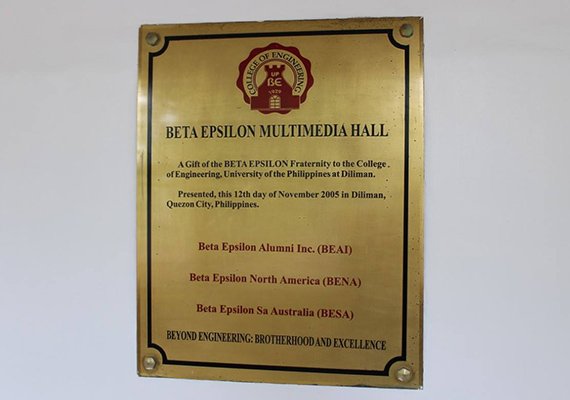 COLLEGE OF ENGINEERING
UP
BE
1929
BETA EPSILON MULTIMEDIA HALL
A Gift of the BETA EPSILON Fraternity to the College
of Engineering, University of the Philippines at Diliman.
Presented, this 12th day of November 2005 in Diliman,
Quezon City, Philippines.
Beta Epsilon Alumni Inc. (BEAI)
Beta Epsilon North America (BENA)
Beta Epsilon Sa Australia (BESA)
BEYOND ENGINEERING: BROTHERHOOD AND EXCELLENCE